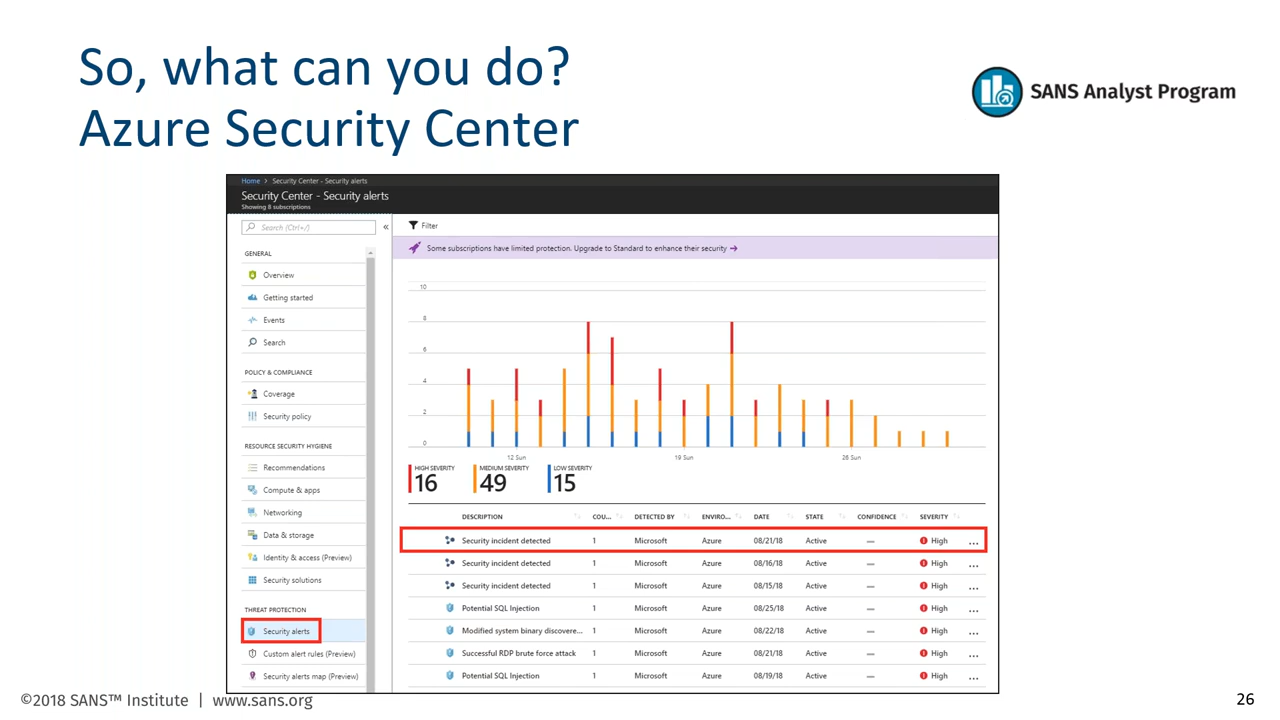 So, what can you do?
Azure Security Center
SANS Analyst Program
Home > Security Center - Security alerts
Security Center - Security alerts
Showing 8 subscriptions
Search (Ctrl+/)
«
GENERAL
Overview
Getting started
Events
Search
POLICY & COMPLIANCE
Coverage
Security policy
RESOURCE SECURITY HYGIENE
Recommendations
Compute & apps
Networking
Data & storage
Identity & access (Preview)
Security solutions
THREAT PROTECTION
Security alerts
Custom alert rules (Preview)
Security alerts map (Preview)
Filter
Some subscriptions have limited protection. Upgrade to Standard to enhance their security →
10
8
6
4
2
0
12 Sun 19 Sun 26 Sun
HIGH SEVERITY MEDIUM SEVERITY LOW SEVERITY
16 49 15
DESCRIPTION COU... DETECTED BY ENVIRO... DATE STATE CONFIDENCE SEVERITY
Security incident detected 1 Microsoft Azure 08/21/18 Active — High ...
Security incident detected 1 Microsoft Azure 08/16/18 Active — High ...
Security incident detected 1 Microsoft Azure 08/15/18 Active — High ...
Potential SQL Injection 1 Microsoft Azure 08/25/18 Active — High ...
Modified system binary discovere... 1 Microsoft Azure 08/22/18 Active — High ...
Successful RDP brute force attack 1 Microsoft Azure 08/21/18 Active — High ...
Potential SQL Injection 1 Microsoft Azure 08/19/18 Active — High ...
©2018 SANS™ Institute | www.sans.org
26